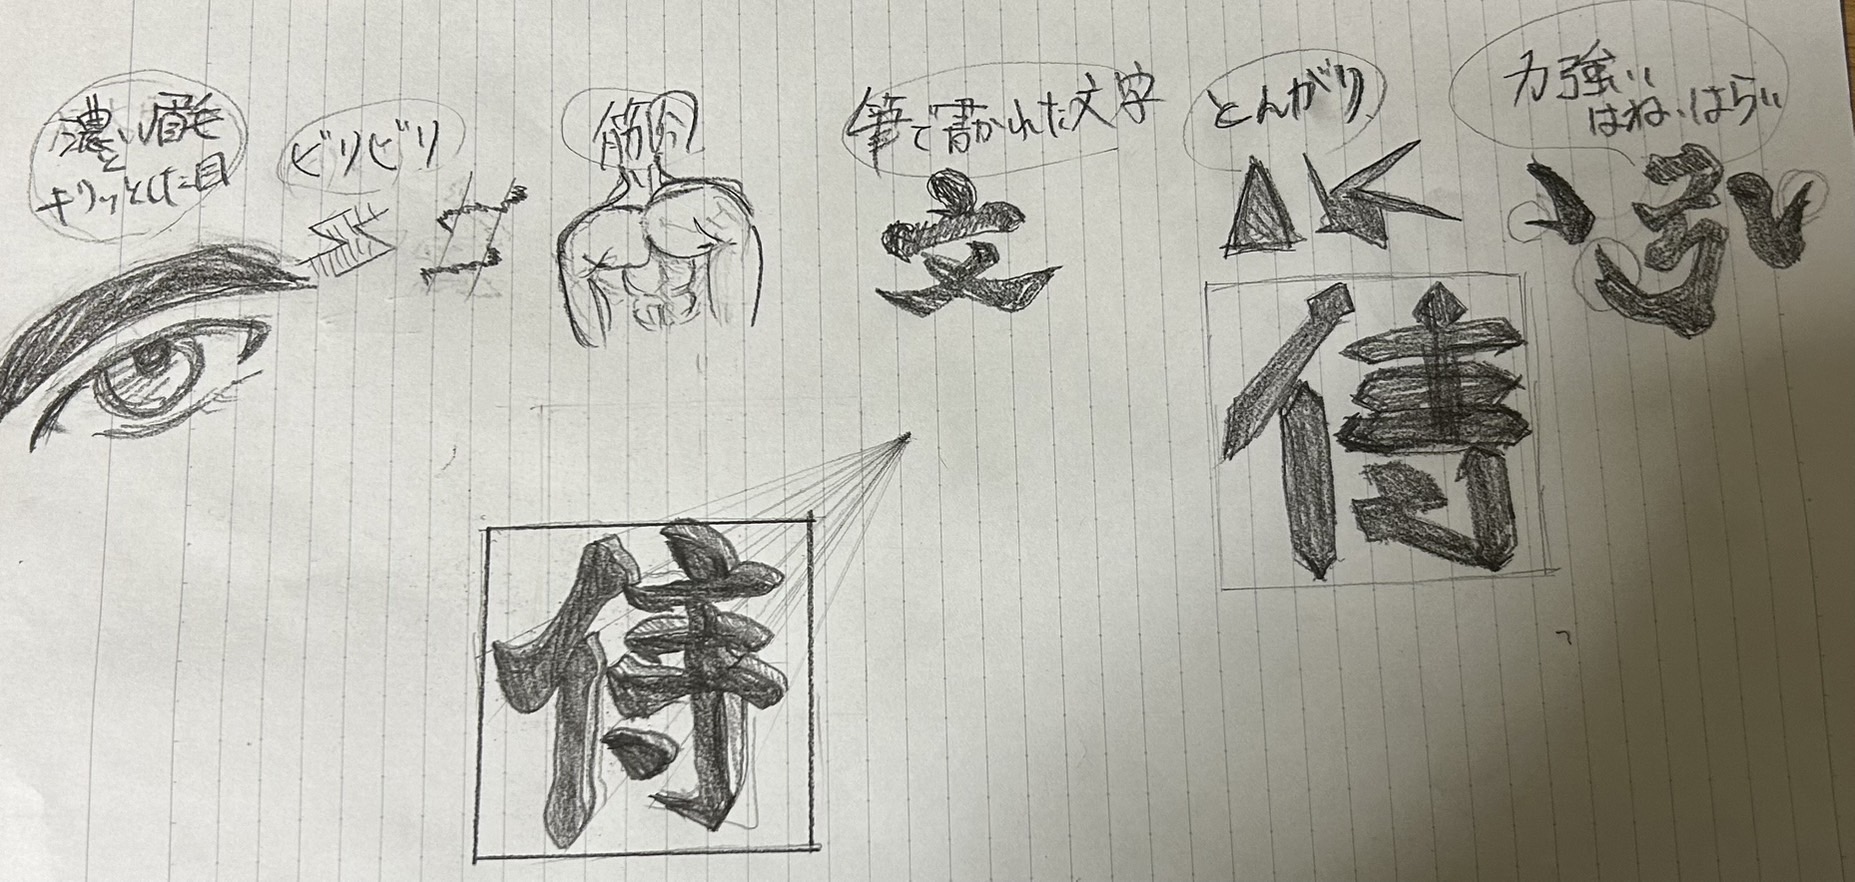 濃い眉毛
と
キリッとした目
ビリビリ
筋肉
筆で書かれた文字
文
とんがり
力強い
はね、はらい
侍
侍